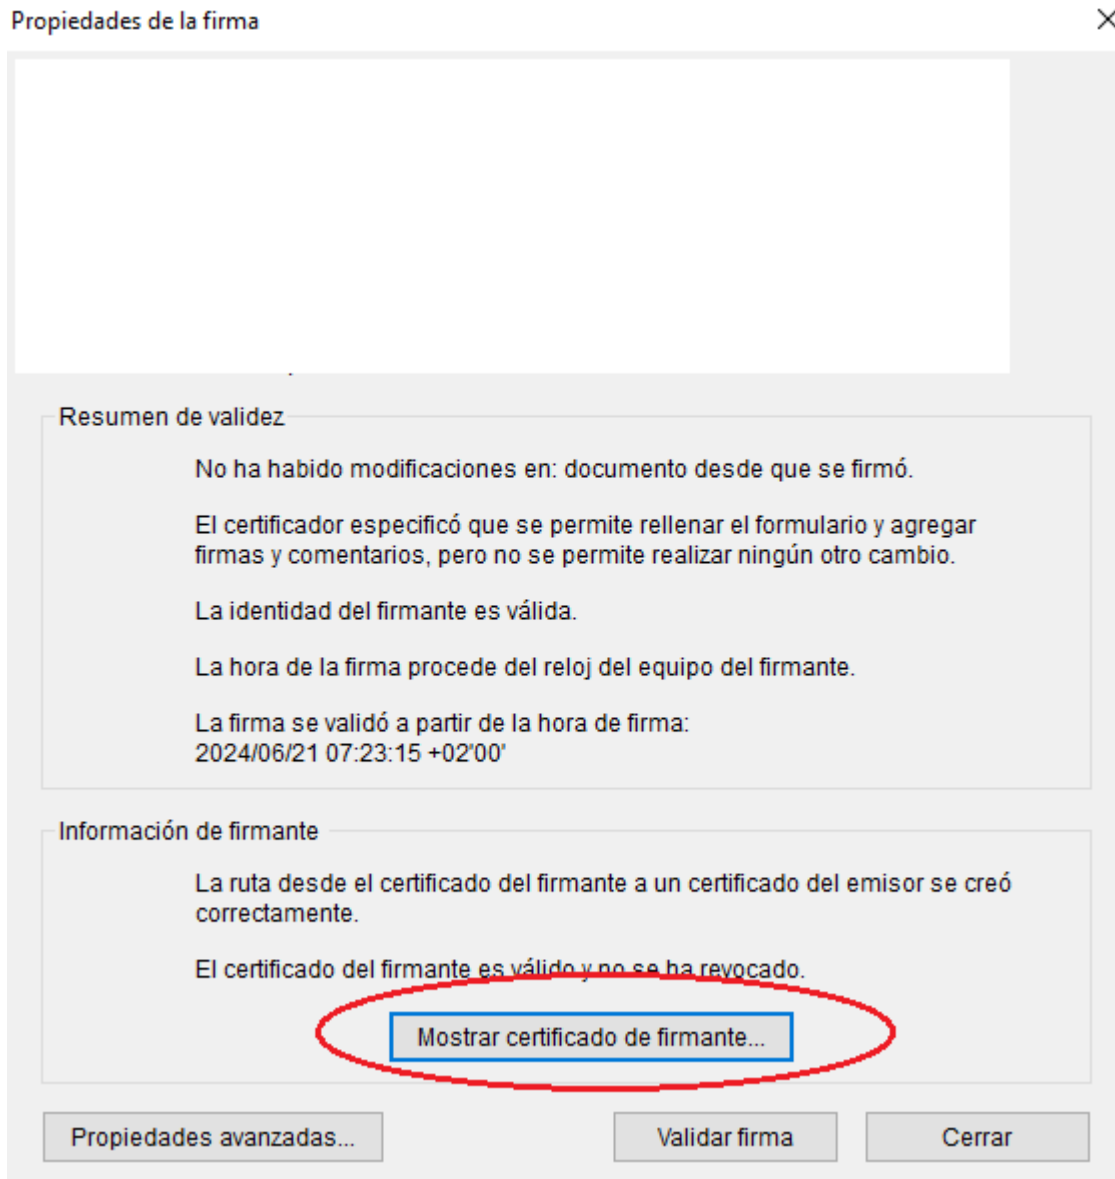 Propiedades de la firma
Resumen de validez
No ha habido modificaciones en: documento desde que se firmó.
El certificador especificó que se permite rellenar el formulario y agregar
firmas y comentarios, pero no se permite realizar ningún otro cambio.
La identidad del firmante es válida.
La hora de la firma procede del reloj del equipo del firmante.
La firma se validó a partir de la hora de firma:
2024/06/21 07:23:15 +02'00'
Información de firmante
La ruta desde el certificado del firmante a un certificado del emisor se creó
correctamente.
El certificado del firmante es válido y no se ha revocado.
Mostrar certificado de firmante...
Propiedades avanzadas...
Validar firma
Cerrar